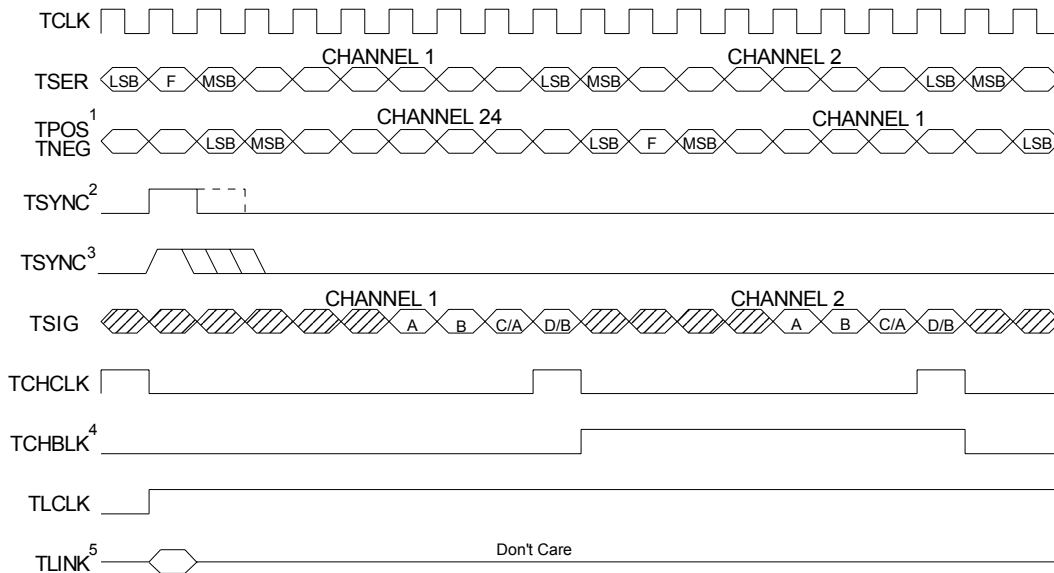 TCLK
CHANNEL 1 CHANNEL 2
TSER LSB F MSB LSB MSB LSB MSB
CHANNEL 24 CHANNEL 1
TPOS1
TNEG LSB MSB LSB F MSB LSB
TSYNC2
TSYNC3
CHANNEL 1 CHANNEL 2
TSIG A B C/A D/B A B C/A D/B
TCHCLK
TCHBLK4
TLCLK
TLINK5 Don't Care